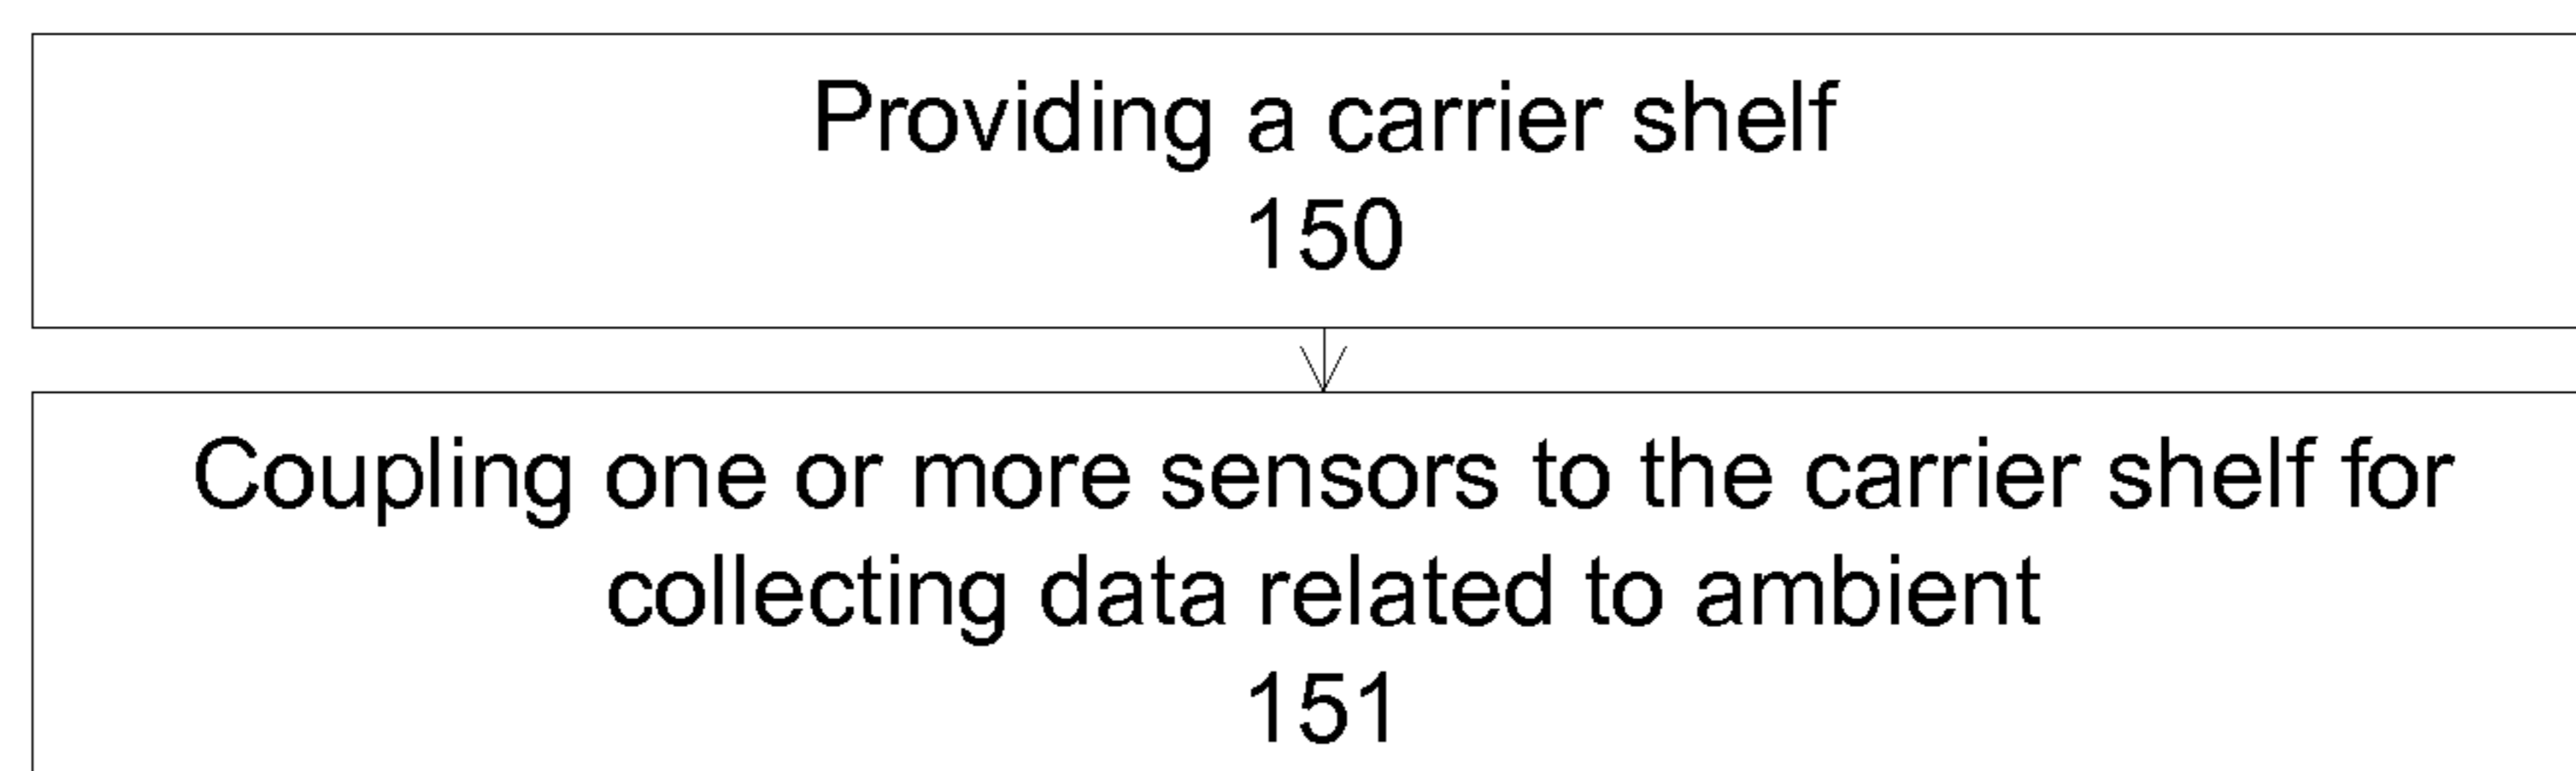 Providing a carrier shelf
150
Coupling one or more sensors to the carrier shelf for
collecting data related to ambient
151